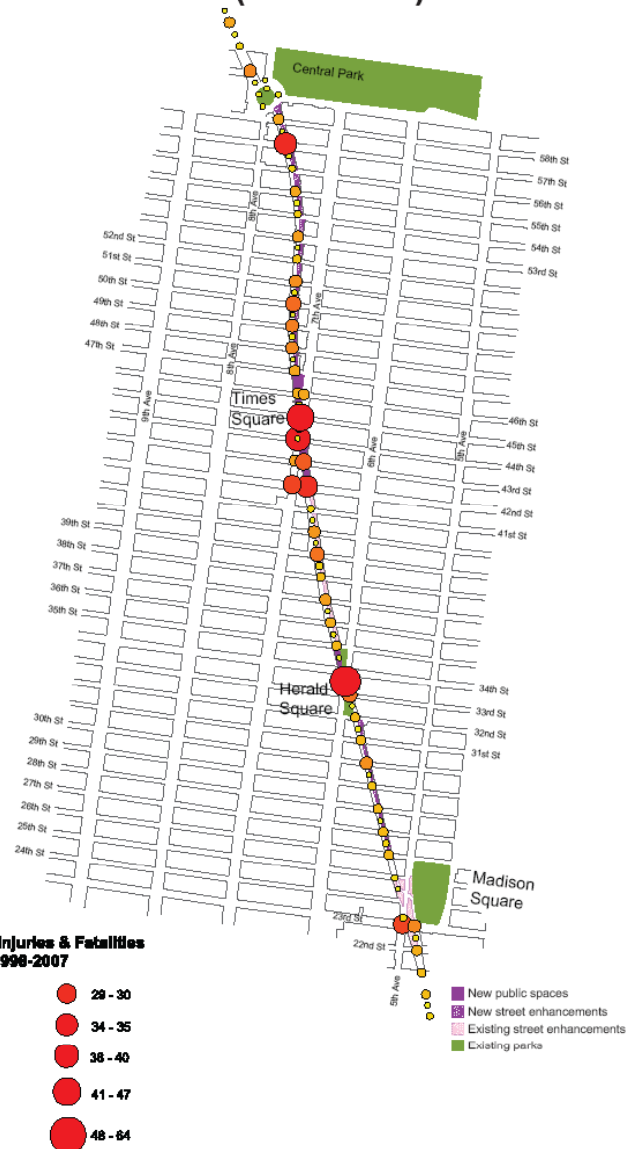 Central Park
58th St
57th St
56th St
55th St
54th St
53rd St
8th Ave
52nd St
51st St
50th St
49th St
48th St
47th St
7th Ave
8th Ave
9th Ave
Times
Square
6th Ave
5th Ave
46th St
45th St
44th St
43rd St
42nd St
41st St
39th St
38th St
37th St
36th St
35th St
Herald
Square
34th St
33rd St
32nd St
31st St
30th St
29th St
28th St
27th St
26th St
25th St
24th St
Madison
Square
23rd St
22nd St
5th Ave
Injuries & Fatalities
1998-2007
29 - 30
34 - 35
38 - 40
41 - 47
48 - 64
New public spaces
New street enhancements
Existing street enhancements
Existing parks